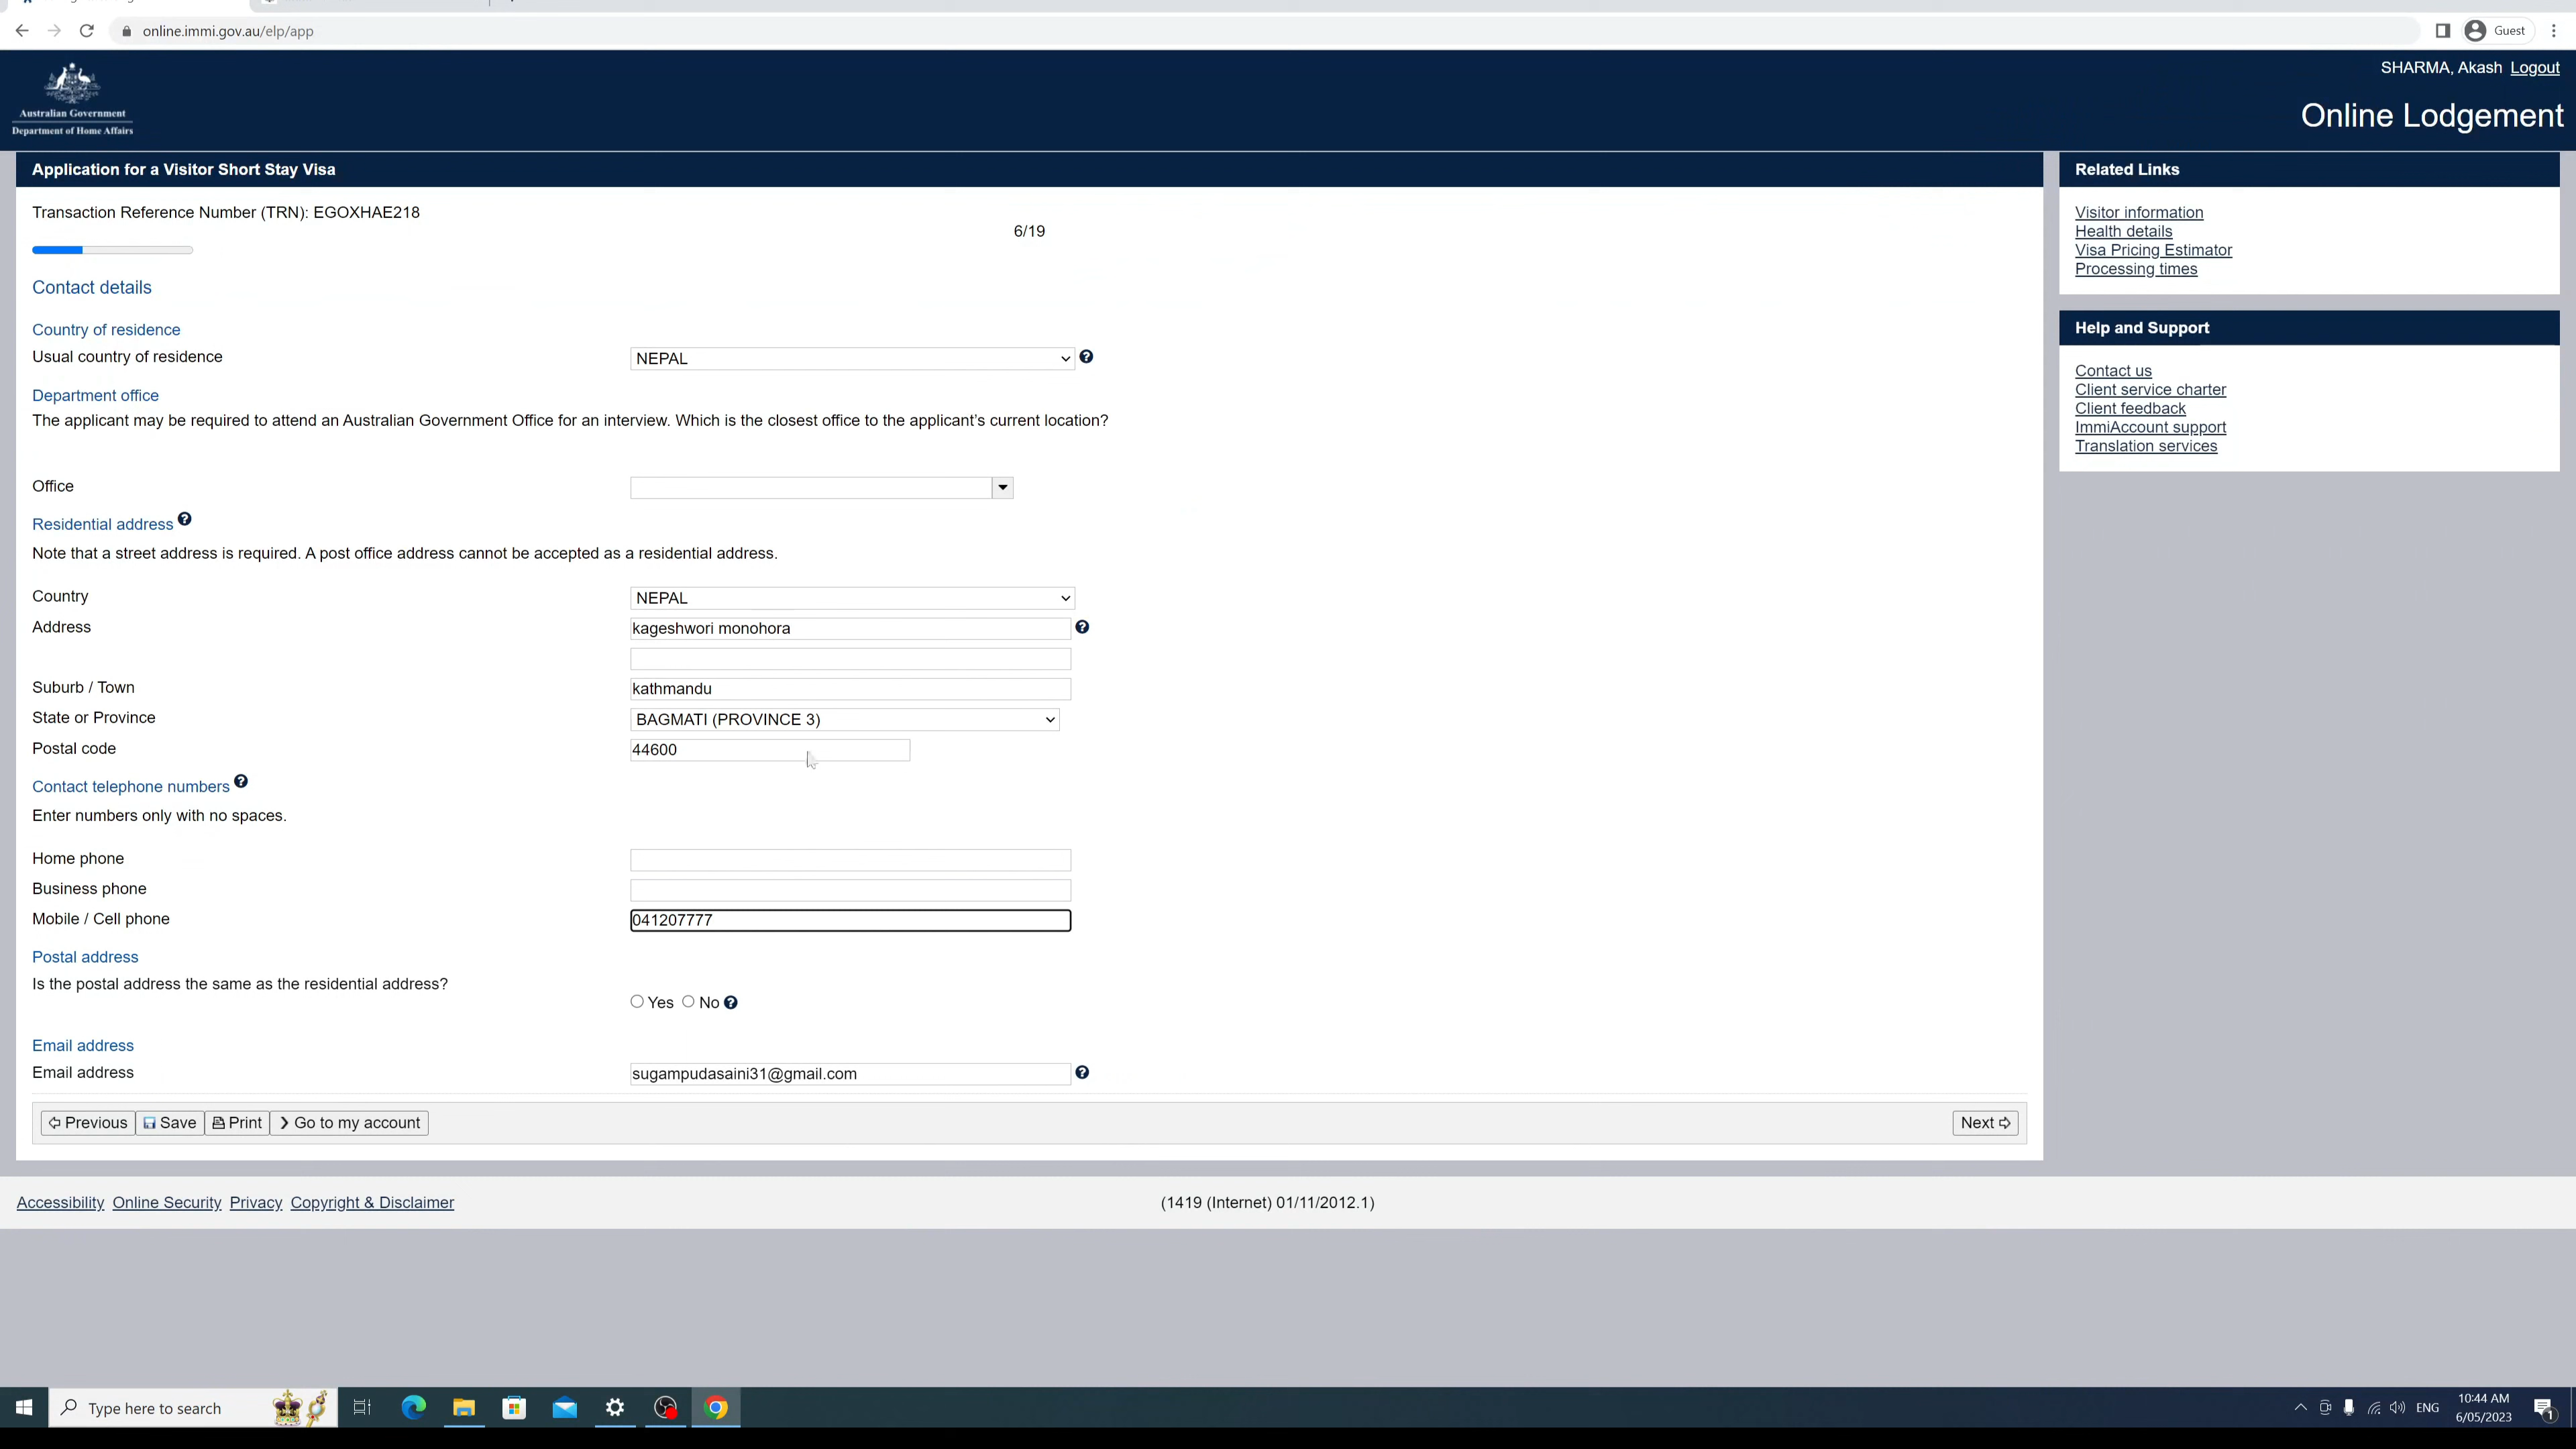 online.immi.gov.au/elp/app
Guest
Australian Government
Department of Home Affairs
SHARMA, Akash Logout
Online Lodgement
Application for a Visitor Short Stay Visa
Transaction Reference Number (TRN): EGOXHAE218
6/19
Contact details
Country of residence
Usual country of residence NEPAL
Department office
The applicant may be required to attend an Australian Government Office for an interview. Which is the closest office to the applicant's current location?
Office
Residential address
Note that a street address is required. A post office address cannot be accepted as a residential address.
Country NEPAL
Address kageshwori monohora
Suburb / Town kathmandu
State or Province BAGMATI (PROVINCE 3)
Postal code 44600
Contact telephone numbers
Enter numbers only with no spaces.
Home phone
Business phone
Mobile / Cell phone 041207777
Postal address
Is the postal address the same as the residential address?
Yes No
Email address
Email address sugampudasaini31@gmail.com
Previous Save Print Go to my account Next
Related Links
Visitor information
Health details
Visa Pricing Estimator
Processing times
Help and Support
Contact us
Client service charter
Client feedback
ImmiAccount support
Translation services
Accessibility Online Security Privacy Copyright & Disclaimer (1419 (Internet) 01/11/2012.1)
Type here to search
ENG
10:44 AM
6/05/2023
1